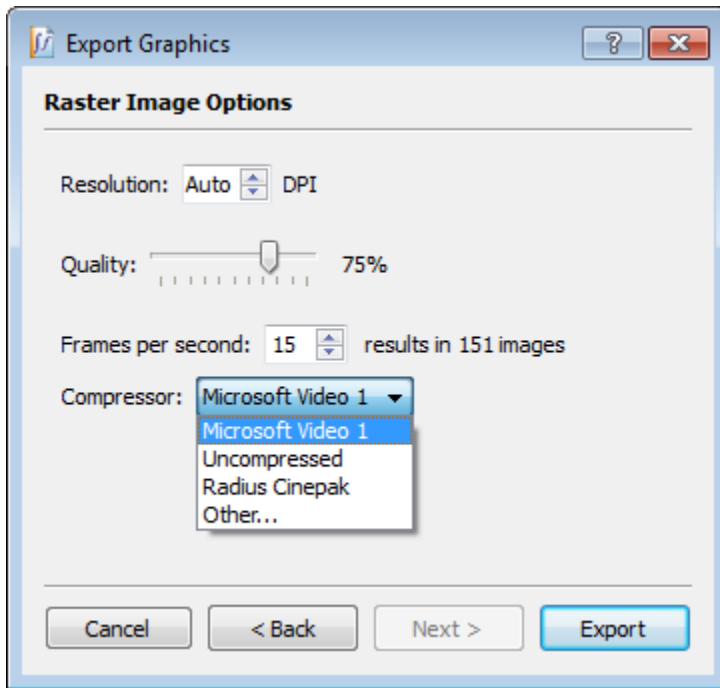 Export Graphics
Raster Image Options
Resolution: Auto DPI
Quality: 75%
Frames per second: 15 results in 151 images
Compressor: Microsoft Video 1
Microsoft Video 1
Uncompressed
Radius Cinepak
Other...
Cancel < Back Next > Export